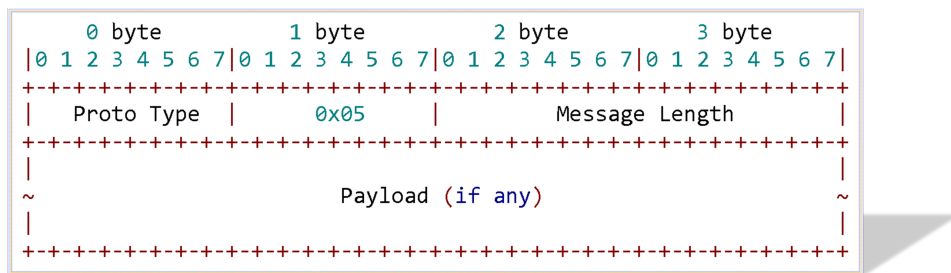 0 byte 1 byte 2 byte 3 byte
|0 1 2 3 4 5 6 7|0 1 2 3 4 5 6 7|0 1 2 3 4 5 6 7|0 1 2 3 4 5 6 7|
+-+-+-+-+-+-+-+-+-+-+-+-+-+-+-+-+-+-+-+-+-+-+-+-+-+-+-+-+-+-+-+-+
| Proto Type | 0x05 | Message Length |
+-+-+-+-+-+-+-+-+-+-+-+-+-+-+-+-+-+-+-+-+-+-+-+-+-+-+-+-+-+-+-+-+
| |
~ Payload (if any) ~
| |
+-+-+-+-+-+-+-+-+-+-+-+-+-+-+-+-+-+-+-+-+-+-+-+-+-+-+-+-+-+-+-+-+